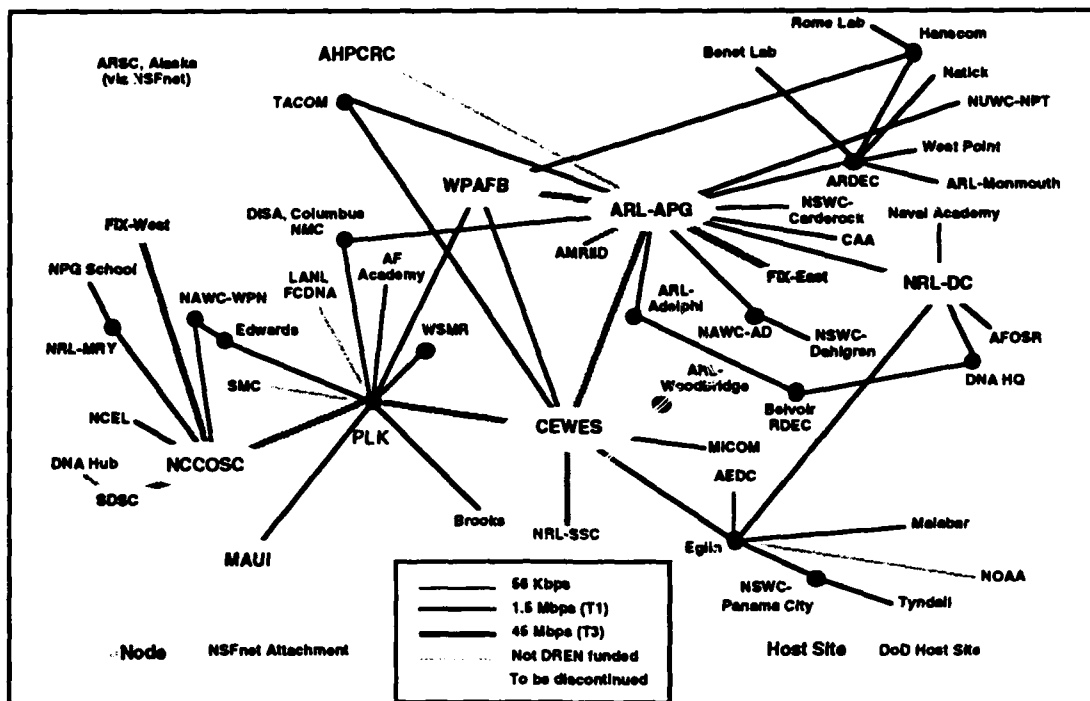 Rome Lab
Hanscom
Benet Lab
ARSC, Alaska
(via NSFnet)
AHPCRC
Natick
TACOM
NUWC-NPT
West Point
WPAFB
ARDEC
ARL-Monmouth
ARL-APG
NSWC-
Carderock
Naval Academy
DISA, Columbus
NMC
FIX-West
CAA
AMRIID
AF
Academy
NPG School
LANL
FCDNA
FIX-East
NRL-DC
NAWC-WPN
ARL-
Adelphi
Edwards
WSMR
NAWC-AD
NSWC-
Dahlgren
AFOSR
NRL-MRY
ARL-
Woodbridge
DNA HQ
SMC
Belvoir
RDEC
NCEL
PLK
CEWES
MICOM
DNA Hub
NCCOSC
AEDC
SDSC
Brooks
NRL-SSC
Malabar
Eglin
MAUI
NOAA
NSWC-
Panama City
Tyndall
56 Kbps
1.5 Mbps (T1)
45 Mbps (T3)
Not DREN funded
To be discontinued
Node
NSFnet Attachment
Host Site
DoD Host Site